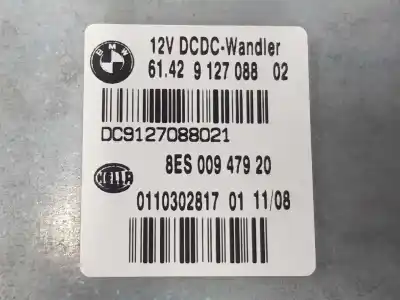 BMW
12V DCDC-Wandler
61.42 9 127 088 02
DC9127088021
8ES 009 479 20
HELLA
0110302817 01 11/08